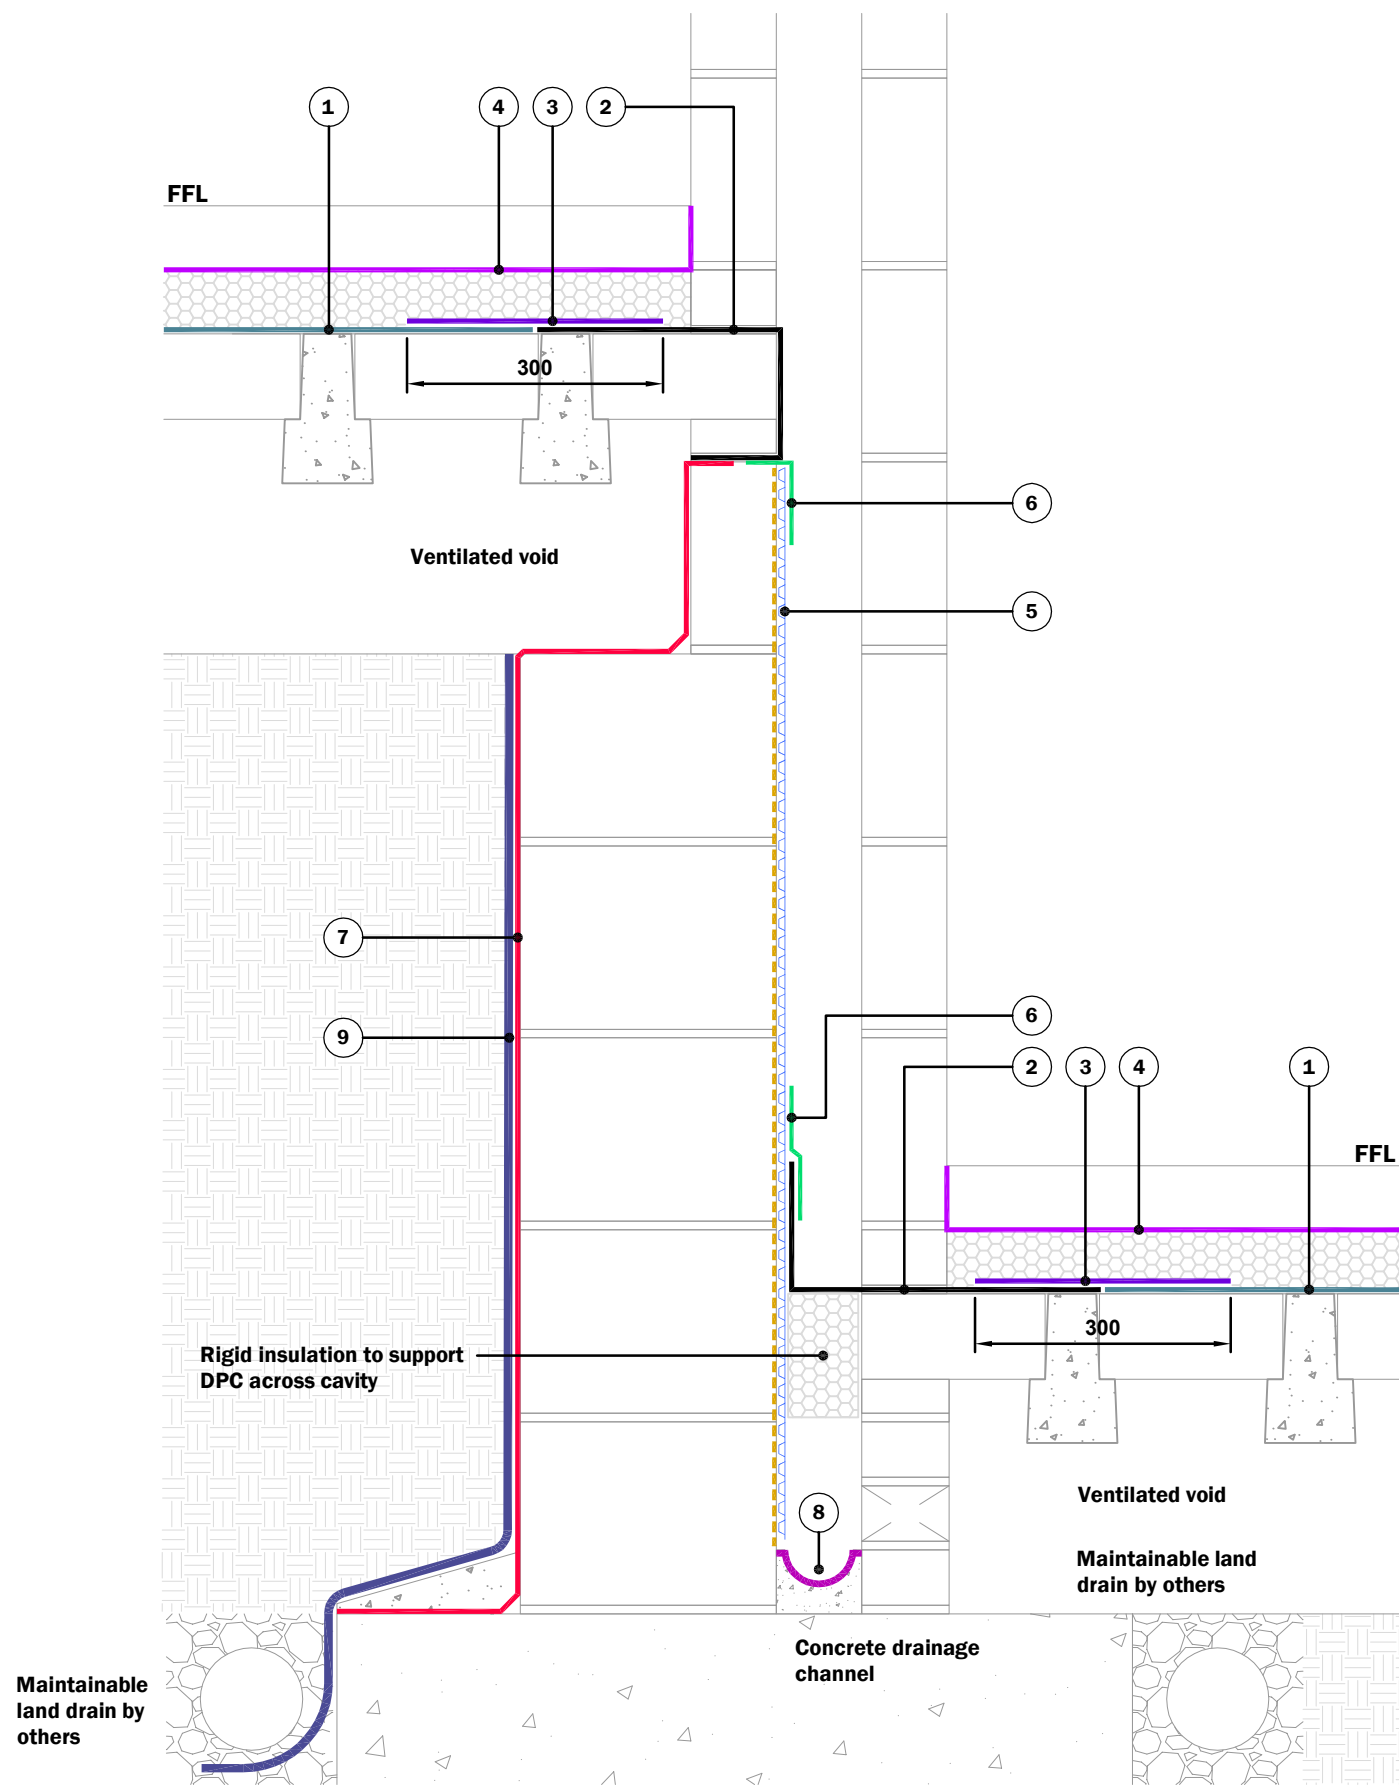 1
4
3
2
FFL
300
6
Ventilated void
5
7
6
9
2
3
4
1
FFL
300
Rigid insulation to support
DPC across cavity
Ventilated void
8
Maintainable land
drain by others
Concrete drainage
channel
Maintainable
land drain by
others